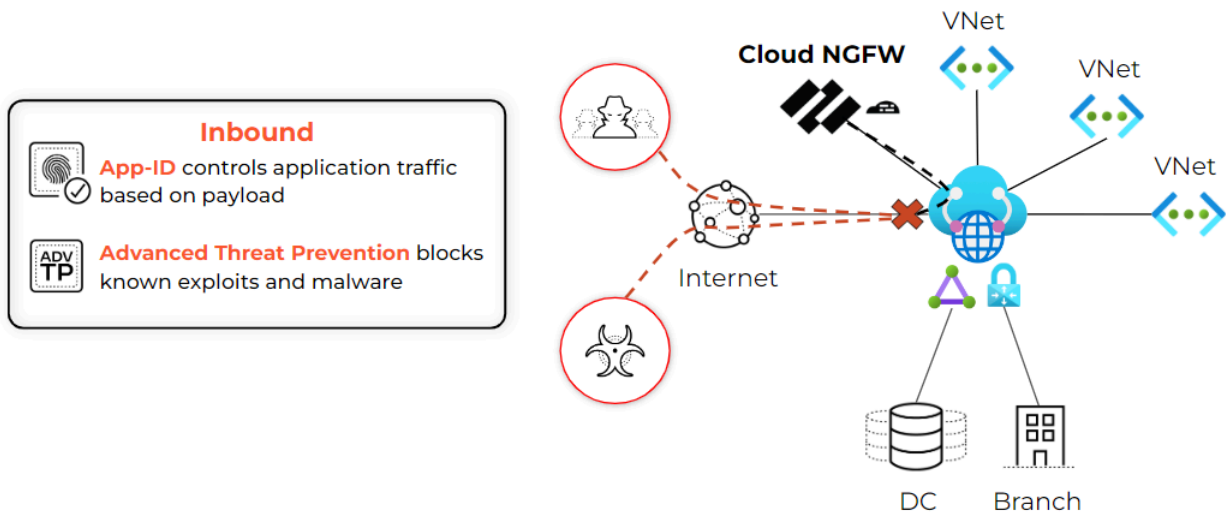 Inbound
App-ID controls application traffic
based on payload
ADV
TP
Advanced Threat Prevention blocks
known exploits and malware
Cloud NGFW
VNet
VNet
VNet
Internet
DC
Branch